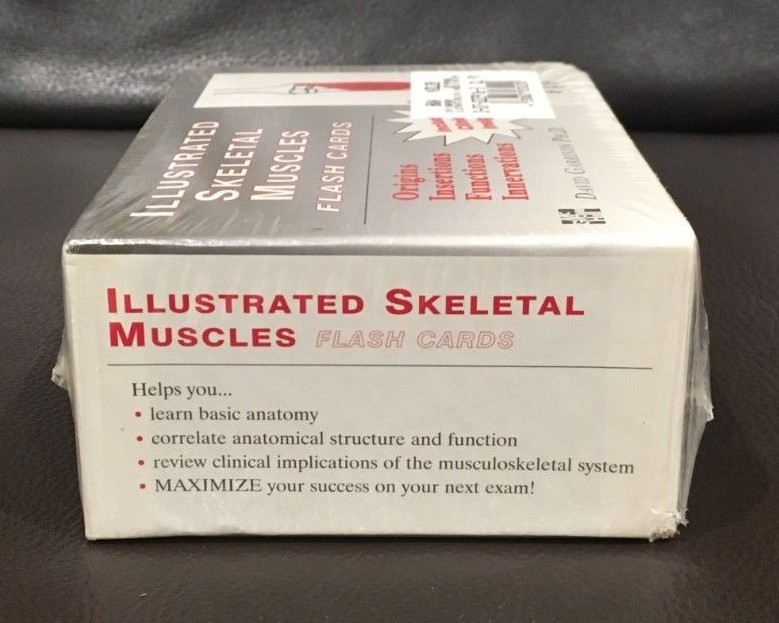 ILLUSTRATED
SKELETAL
MUSCLES
FLASH CARDS
Origins
Insertions
Functions
Innervations
ILLUSTRATED SKELETAL
MUSCLES FLASH CARDS
Helps you...
• learn basic anatomy
• correlate anatomical structure and function
• review clinical implications of the musculoskeletal system
• MAXIMIZE your success on your next exam!